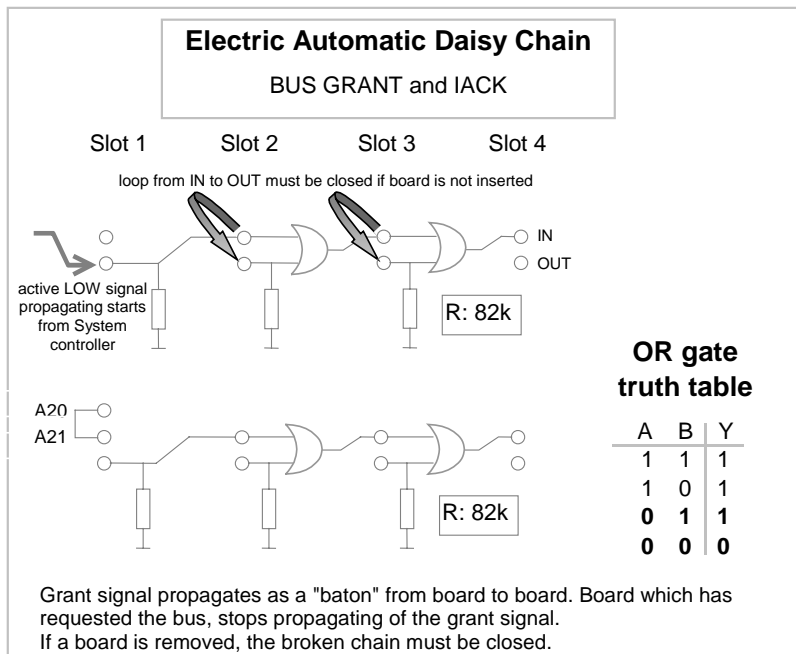 Electric Automatic Daisy Chain
BUS GRANT and IACK
Slot 1 Slot 2 Slot 3 Slot 4
loop from IN to OUT must be closed if board is not inserted
IN
OUT
active LOW signal
propagating starts
from System
controller
R: 82k
A20
A21
R: 82k
OR gate
truth table
A B Y
1 1 1
1 0 1
0 1 1
0 0 0
Grant signal propagates as a "baton" from board to board. Board which has
requested the bus, stops propagating of the grant signal.
If a board is removed, the broken chain must be closed.